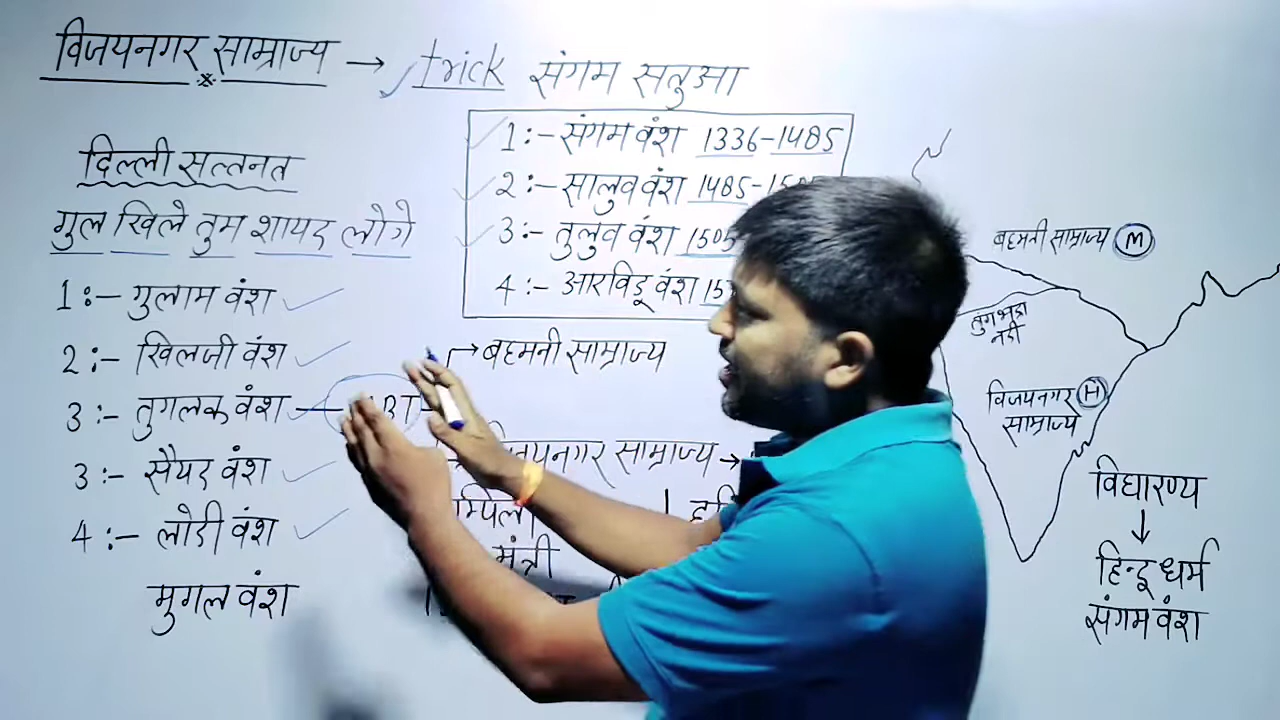 विजयनगर साम्राज्य → trick संगम सतुआ
1:- संगम वंश 1336-1485
2:- सालुव वंश 1485-
3:- तुलुव वंश 1505
4:- आरविडू वंश
दिल्ली सल्तनत
गुल खिले तुम शायद लोगे
1:- गुलाम वंश
2:- खिलजी वंश
3:- तुगलक वंश
3:- सैयद वंश
4:- लोदी वंश
मुगल वंश
→ बहमनी साम्राज्य
साम्राज्य →
मंत्री
बहमनी साम्राज्य M
तुंगभद्रा
नदी
विजयनगर H
साम्राज्य
विद्यारण्य
↓
हिन्दू धर्म
संगम वंश